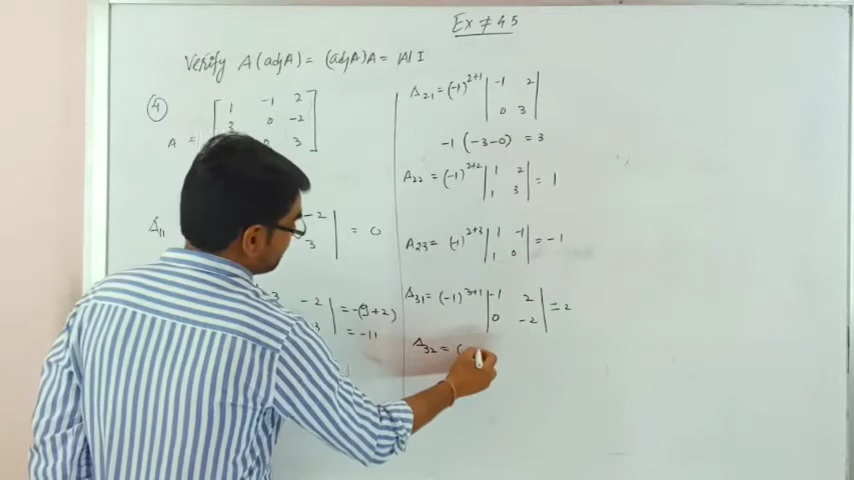 Ex ≠ 4.5
Verify A(adjA) = (adjA)A = |A| I
④
1 -1 2
A = 3 0 -2
0 3
A₁₁ -2
3 = 0
-3 -2 = -(9+2)
3 = -11
A₂₁ = (-1)²⁺¹ | -1 2
0 3 |
-1 (-3-0) = 3
A₂₂ = (-1)²⁺² | 1 2
1 3 | = 1
A₂₃ = (-1)²⁺³ | 1 -1
1 0 | = -1
A₃₁ = (-1)³⁺¹ | -1 2
0 -2 | = 2
A₃₂ = (